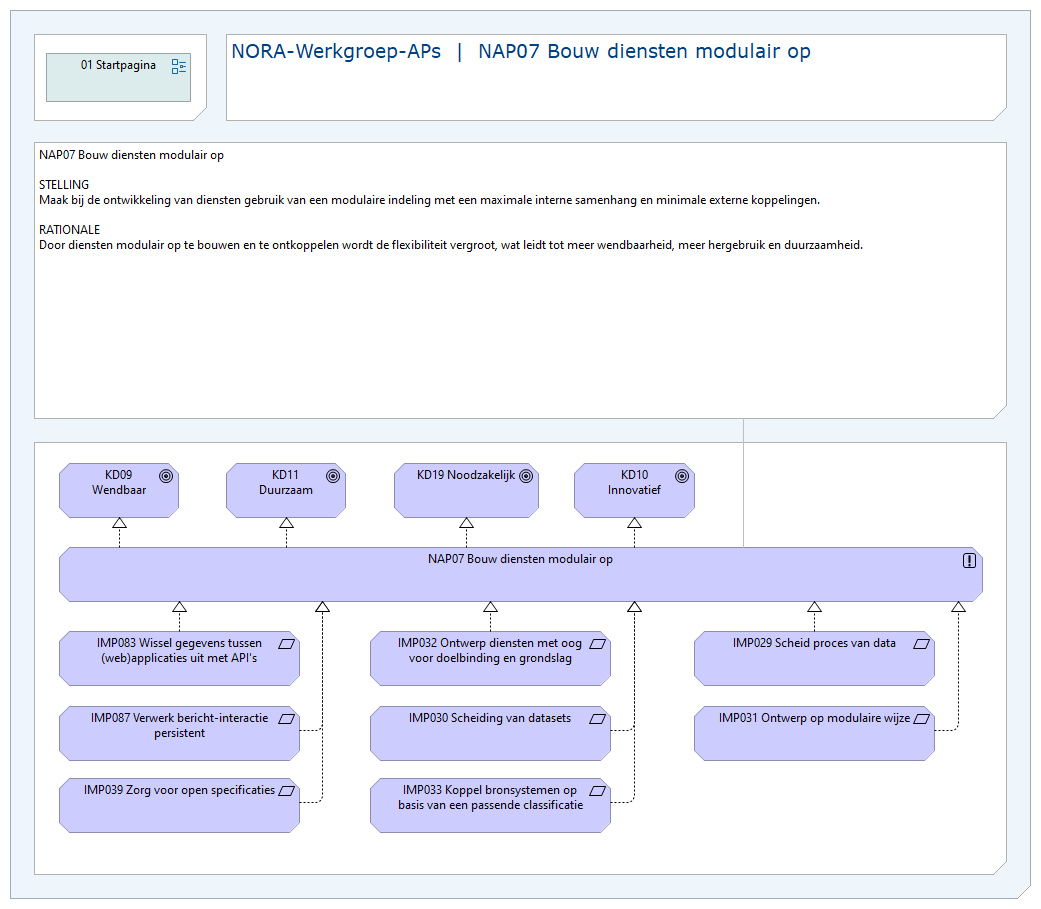 01 Startpagina
NORA-Werkgroep-APs | NAP07 Bouw diensten modulair op
NAP07 Bouw diensten modulair op
STELLING
Maak bij de ontwikkeling van diensten gebruik van een modulaire indeling met een maximale interne samenhang en minimale externe koppelingen.
RATIONALE
Door diensten modulair op te bouwen en te ontkoppelen wordt de flexibiliteit vergroot, wat leidt tot meer wendbaarheid, meer hergebruik en duurzaamheid.
KD09
Wendbaar
KD11
Duurzaam
KD19 Noodzakelijk
KD10
Innovatief
NAP07 Bouw diensten modulair op
IMP083 Wissel gegevens tussen
(web)applicaties uit met API's
IMP032 Ontwerp diensten met oog
voor doelbinding en grondslag
IMP029 Scheid proces van data
IMP087 Verwerk bericht-interactie
persistent
IMP030 Scheiding van datasets
IMP031 Ontwerp op modulaire wijze
IMP039 Zorg voor open specificaties
IMP033 Koppel bronsystemen op
basis van een passende classificatie